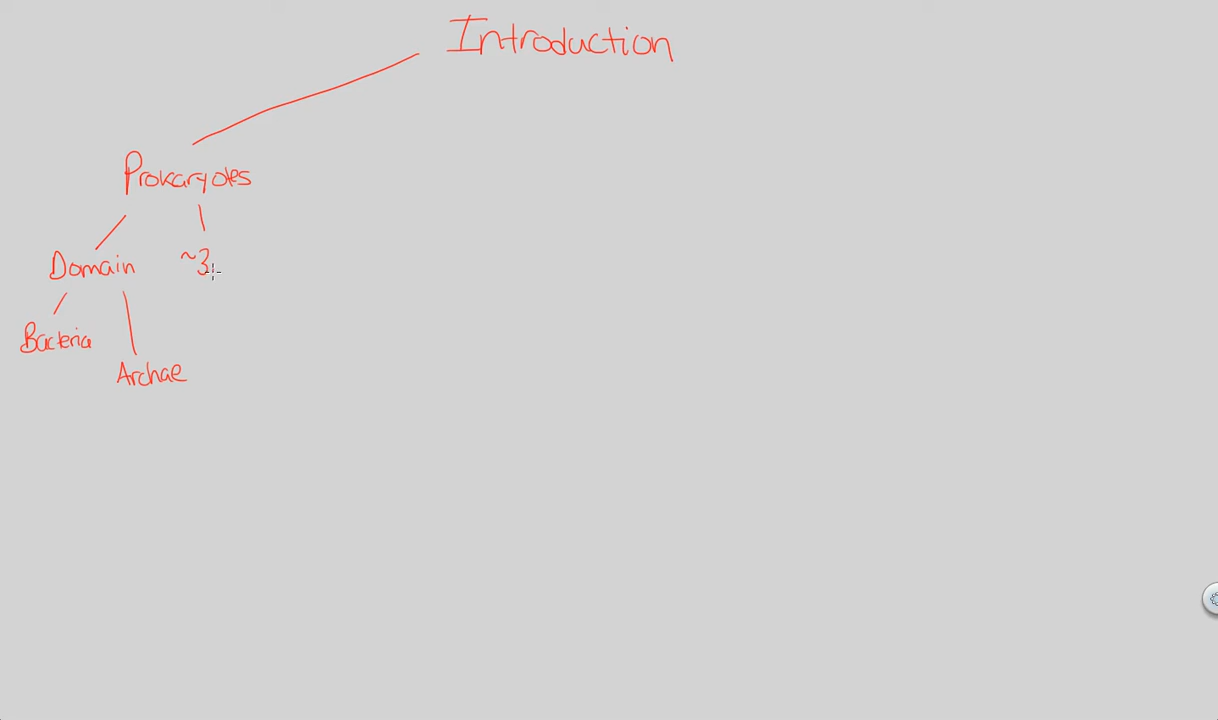 Introduction
Prokaryotes
Domain ~3
Bacteria
Archae